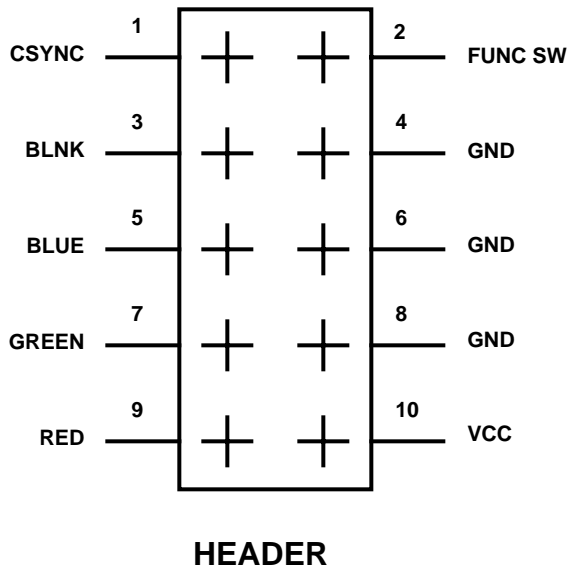 1
2
CSYNC
FUNC SW
3
4
BLNK
GND
5
6
BLUE
GND
7
8
GREEN
GND
9
10
RED
VCC
HEADER